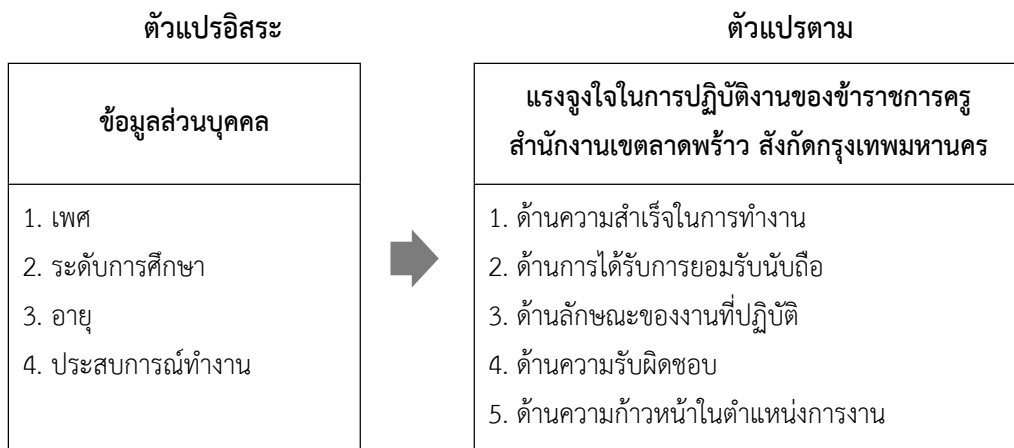 ตัวแปรอิสระ
ข้อมูลส่วนบุคคล
1. เพศ
2. ระดับการศึกษา
3. อายุ
4. ประสบการณ์ทำงาน
ตัวแปรตาม
แรงจูงใจในการปฏิบัติงานของข้าราชการครู
สำนักงานเขตลาดพร้าว สังกัดกรุงเทพมหานคร
1. ด้านความสำเร็จในการทำงาน
2. ด้านการได้รับการยอมรับนับถือ
3. ด้านลักษณะของงานที่ปฏิบัติ
4. ด้านความรับผิดชอบ
5. ด้านความก้าวหน้าในตำแหน่งการงาน